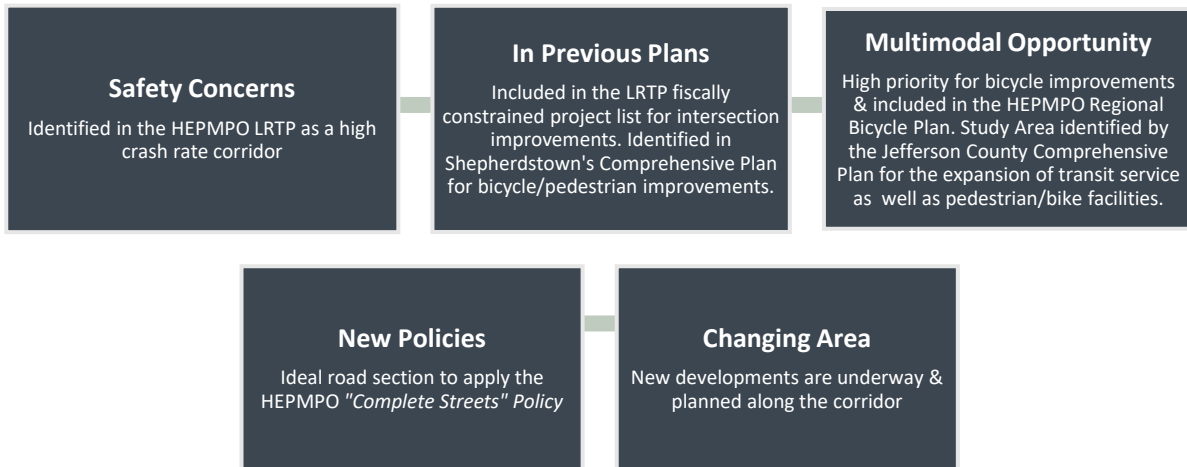 Safety Concerns
Identified in the HEPMPO LRTP as a high
crash rate corridor
In Previous Plans
Included in the LRTP fiscally
constrained project list for intersection
improvements. Identified in
Shepherdstown's Comprehensive Plan
for bicycle/pedestrian improvements.
Multimodal Opportunity
High priority for bicycle improvements
& included in the HEPMPO Regional
Bicycle Plan. Study Area identified by
the Jefferson County Comprehensive
Plan for the expansion of transit service
as well as pedestrian/bike facilities.
New Policies
Ideal road section to apply the
HEPMPO "Complete Streets" Policy
Changing Area
New developments are underway &
planned along the corridor